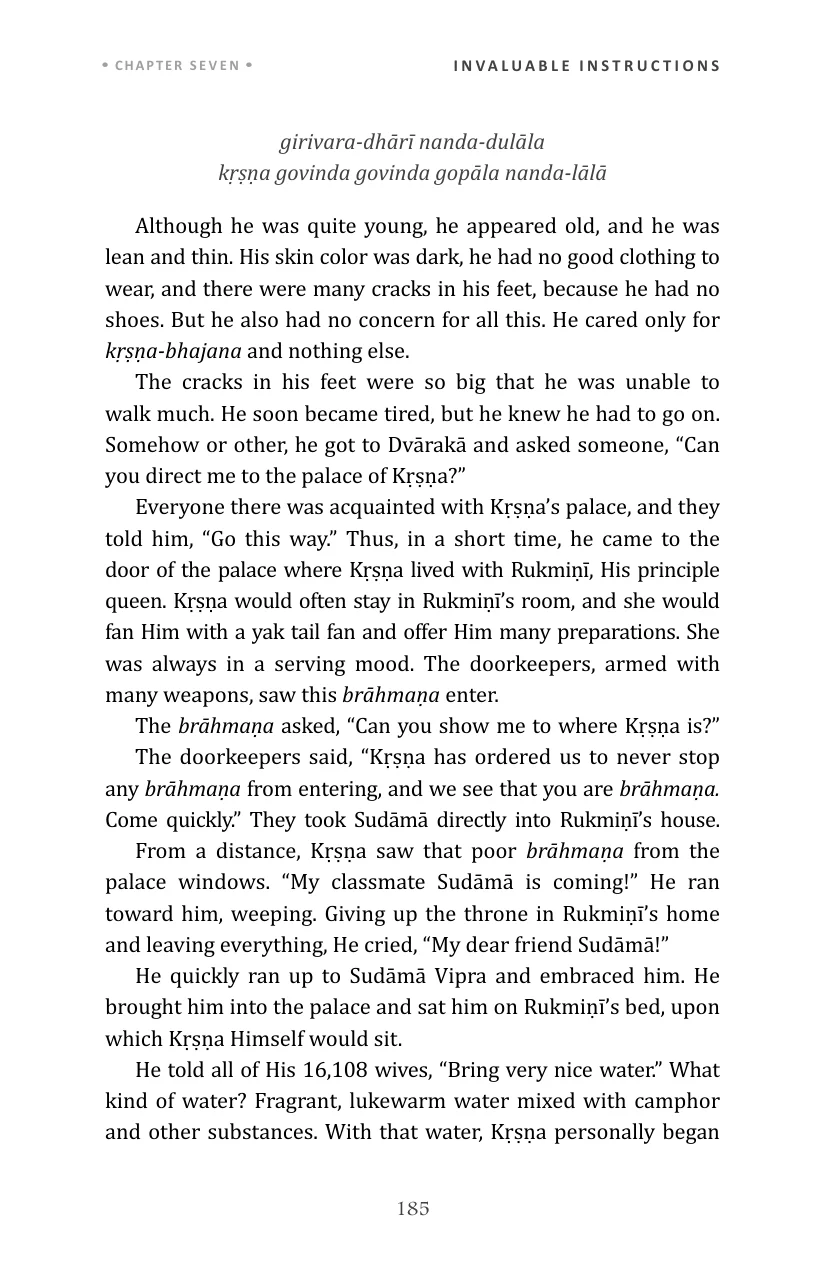 • CHAPTER SEVEN •
INVALUABLE INSTRUCTIONS
girivara-dhārī nanda-dulāla
kṛṣṇa govinda govinda gopāla nanda-lālā
Although he was quite young, he appeared old, and he was
lean and thin. His skin color was dark, he had no good clothing to
wear, and there were many cracks in his feet, because he had no
shoes. But he also had no concern for all this. He cared only for
kṛṣṇa-bhajana and nothing else.
The cracks in his feet were so big that he was unable to
walk much. He soon became tired, but he knew he had to go on.
Somehow or other, he got to Dvārakā and asked someone, “Can
you direct me to the palace of Kṛṣṇa?”
Everyone there was acquainted with Kṛṣṇa’s palace, and they
told him, “Go this way.” Thus, in a short time, he came to the
door of the palace where Kṛṣṇa lived with Rukmiṇī, His principle
queen. Kṛṣṇa would often stay in Rukmiṇī’s room, and she would
fan Him with a yak tail fan and offer Him many preparations. She
was always in a serving mood. The doorkeepers, armed with
many weapons, saw this brāhmaṇa enter.
The brāhmaṇa asked, “Can you show me to where Kṛṣṇa is?”
The doorkeepers said, “Kṛṣṇa has ordered us to never stop
any brāhmaṇa from entering, and we see that you are brāhmaṇa.
Come quickly.” They took Sudāmā directly into Rukmiṇī’s house.
From a distance, Kṛṣṇa saw that poor brāhmaṇa from the
palace windows. “My classmate Sudāmā is coming!” He ran
toward him, weeping. Giving up the throne in Rukmiṇī’s home
and leaving everything, He cried, “My dear friend Sudāmā!”
He quickly ran up to Sudāmā Vipra and embraced him. He
brought him into the palace and sat him on Rukmiṇī’s bed, upon
which Kṛṣṇa Himself would sit.
He told all of His 16,108 wives, “Bring very nice water.” What
kind of water? Fragrant, lukewarm water mixed with camphor
and other substances. With that water, Kṛṣṇa personally began
185